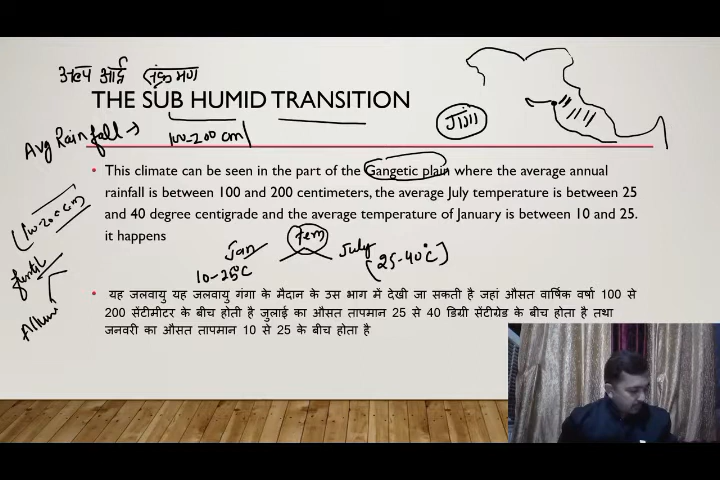 अल्प आर्द्र संक्रमण
THE SUB HUMID TRANSITION
Avg Rainfall → 100-200 cm
• This climate can be seen in the part of the Gangetic plain where the average annual
rainfall is between 100 and 200 centimeters, the average July temperature is between 25
and 40 degree centigrade and the average temperature of January is between 10 and 25.
it happens
(100-200 cm)
Tem
Jan
July
10-25°C
(25-40°C)
• यह जलवायु यह जलवायु गंगा के मैदान के उस भाग में देखी जा सकती है जहां औसत वार्षिक वर्षा 100 से
200 सेंटीमीटर के बीच होती है जुलाई का औसत तापमान 25 से 40 डिग्री सेंटीग्रेड के बीच होता है तथा
जनवरी का औसत तापमान 10 से 25 के बीच होता है